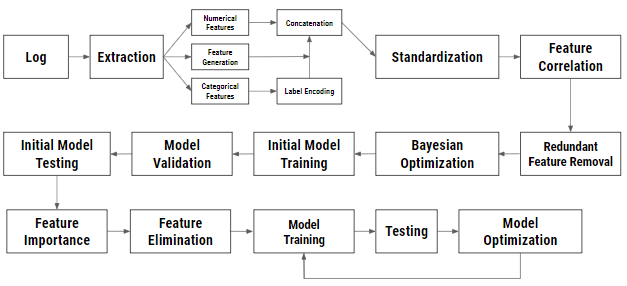 Log
Extraction
Numerical
Features
Feature
Generation
Categorical
Features
Concatenation
Label Encoding
Standardization
Feature
Correlation
Redundant
Feature Removal
Bayesian
Optimization
Initial Model
Training
Model
Validation
Initial Model
Testing
Feature
Importance
Feature
Elimination
Model
Training
Testing
Model
Optimization